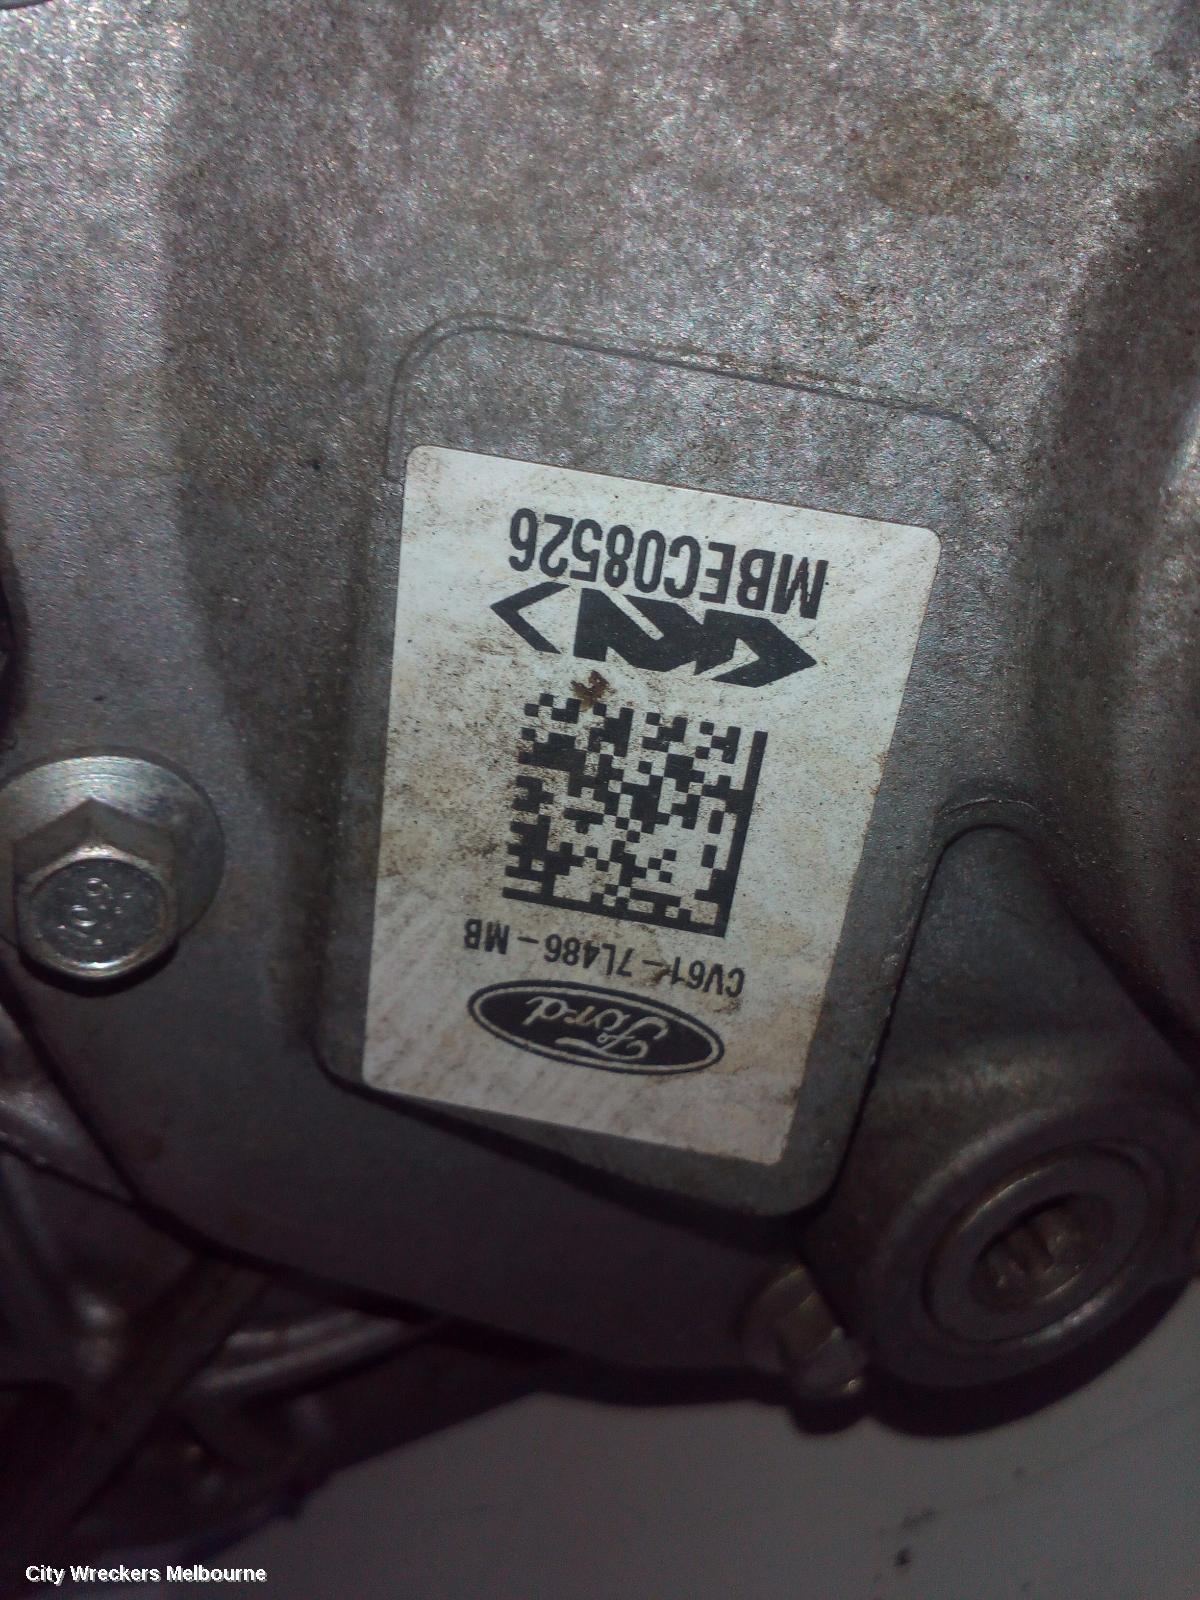 Ford
CV61-7L486-MB
MBEC08526
City Wreckers Melbourne